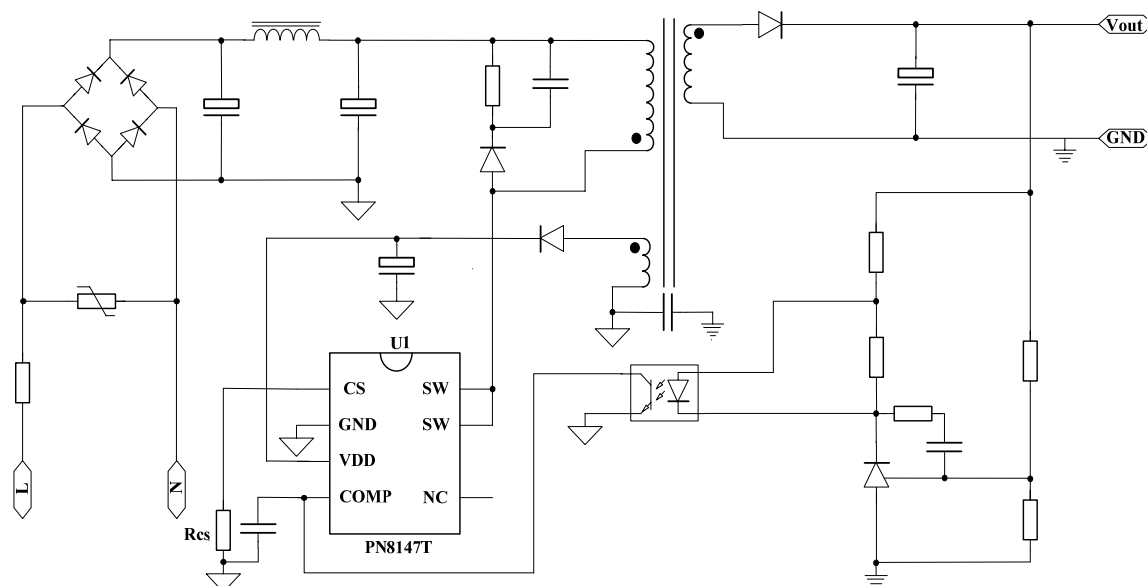 Vout
GND
U1
CS
SW
GND
SW
VDD
COMP
NC
L
N
Rcs
PN8147T